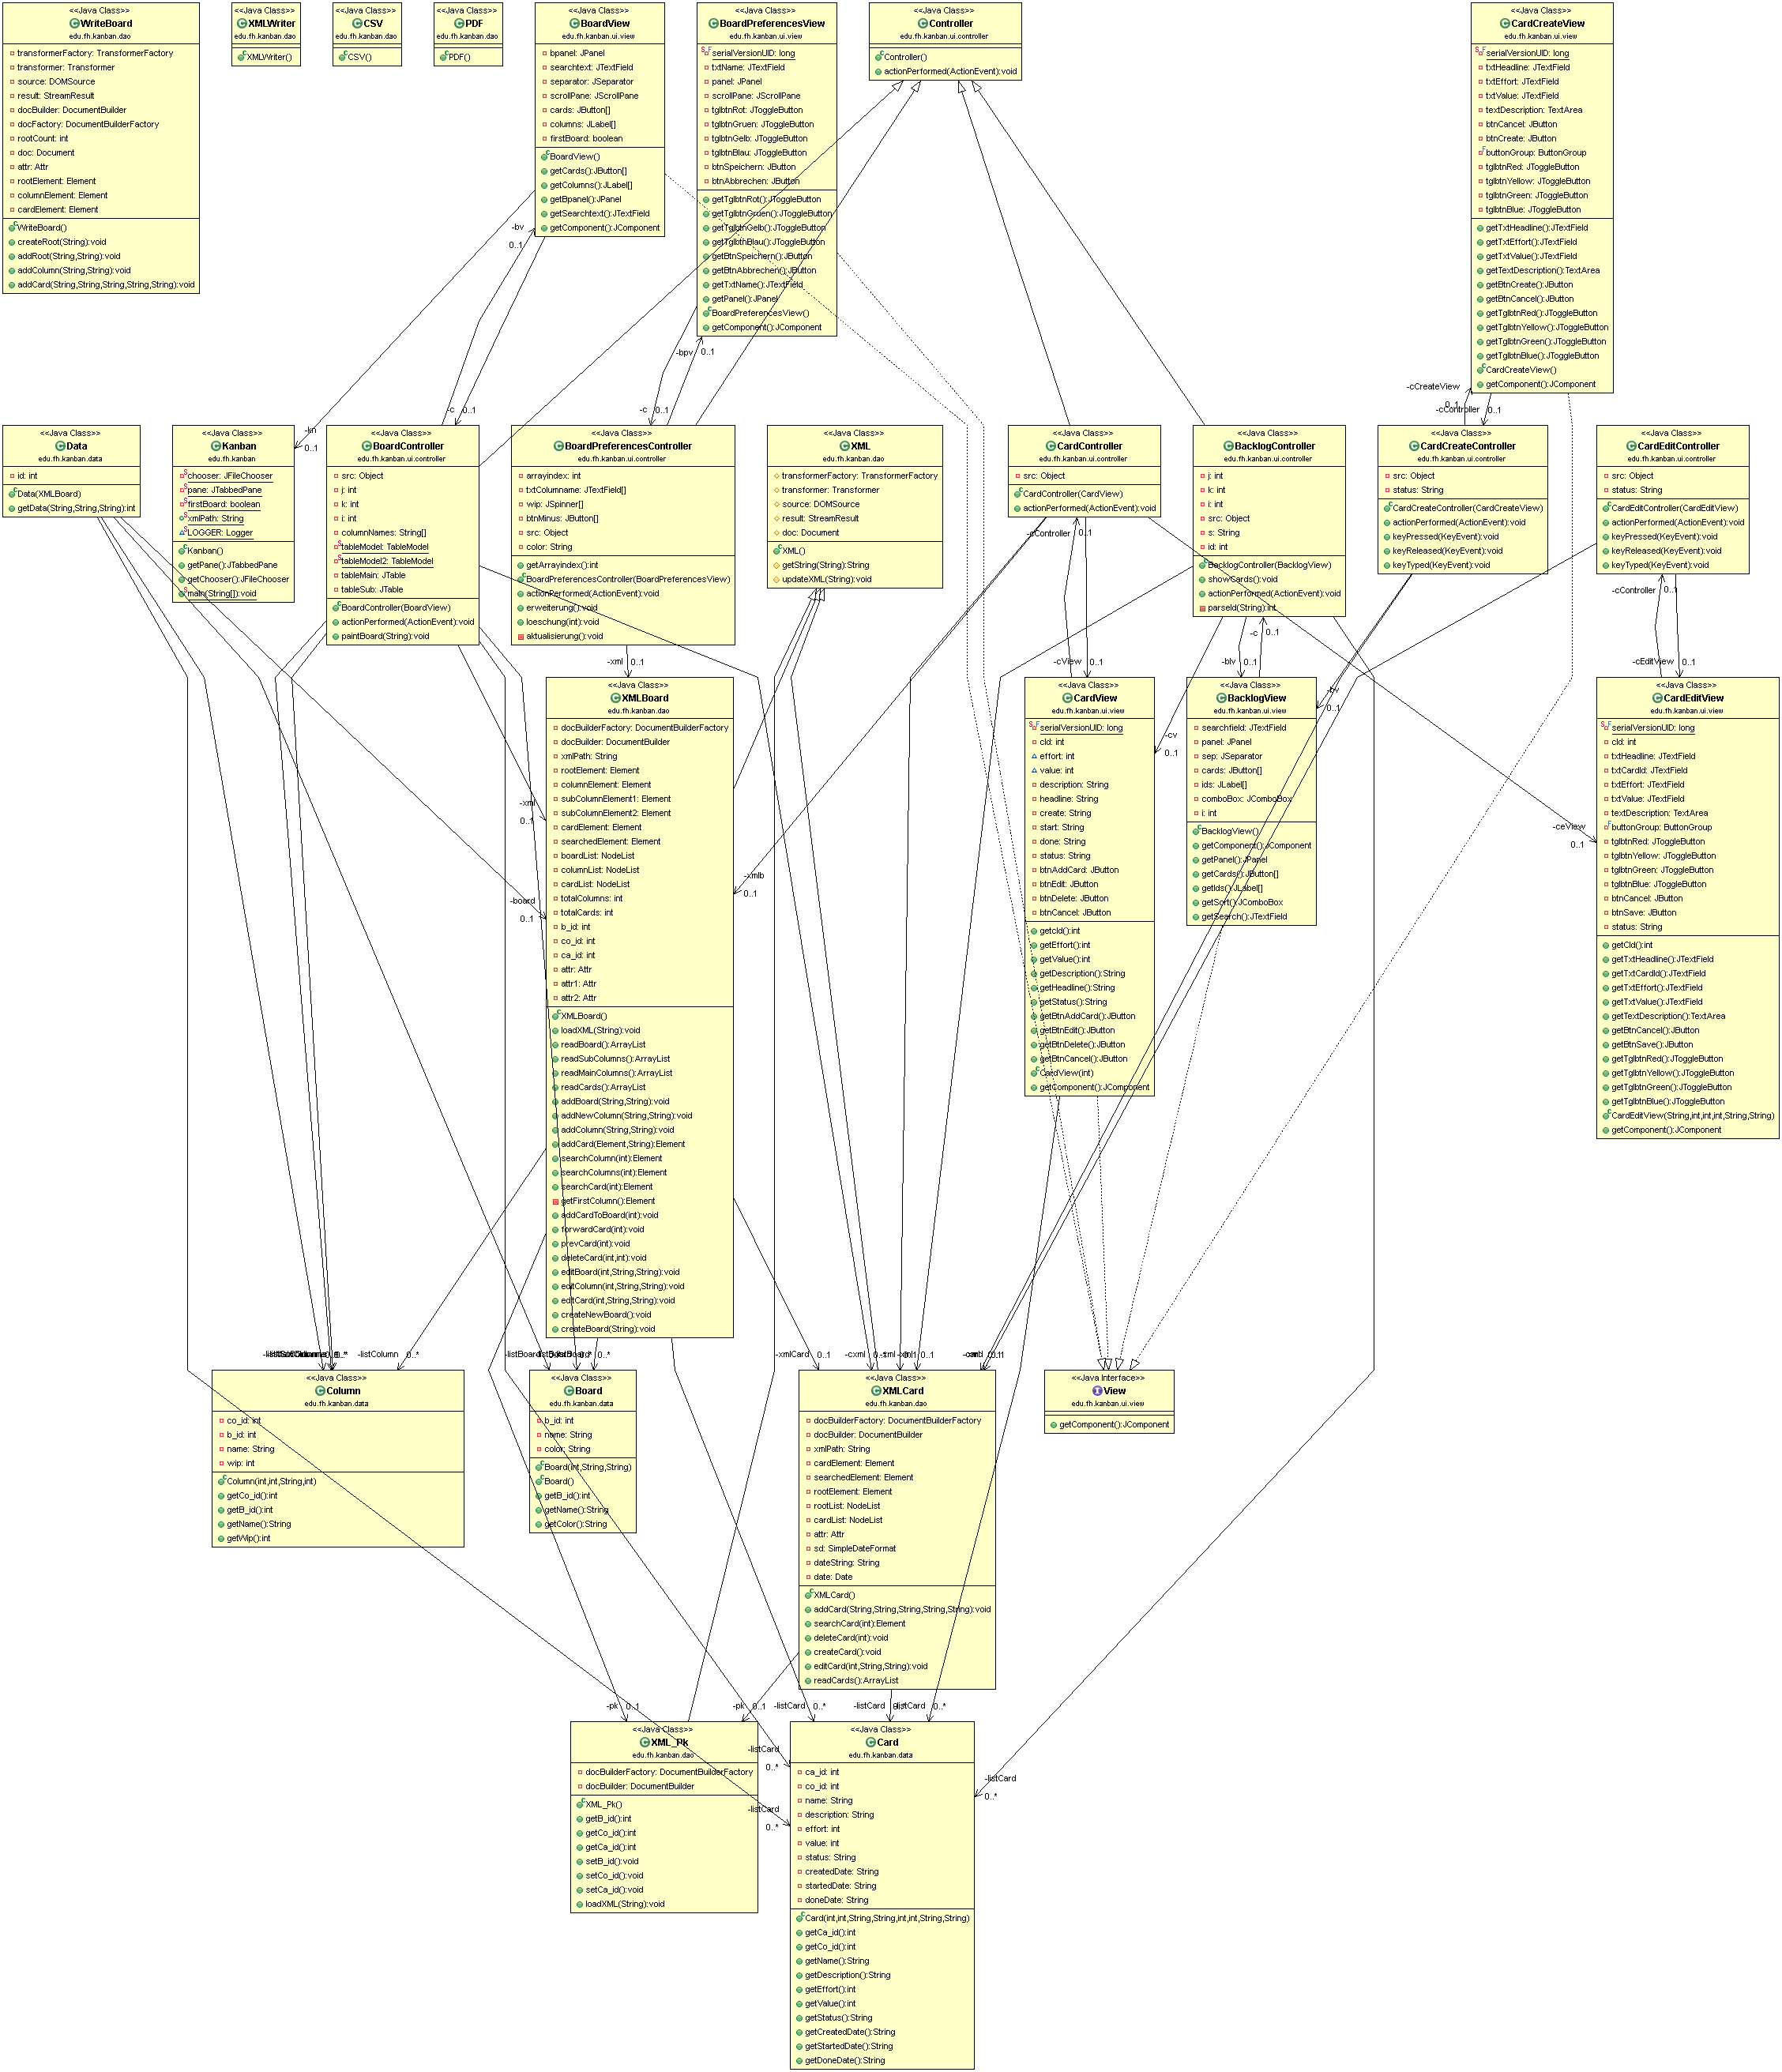 <<Java Class>>
WriteBoard
edu.fh.kanban.dao
transformerFactory: TransformerFactory
transformer: Transformer
source: DOMSource
result: StreamResult
docBuilder: DocumentBuilder
docFactory: DocumentBuilderFactory
rootCount: int
doc: Document
attr: Attr
rootElement: Element
columnElement: Element
cardElement: Element
WriteBoard()
createRoot(String):void
addRoot(String,String):void
addColumn(String,String):void
addCard(String,String,String,String,String):void
<<Java Class>>
XMLWriter
edu.fh.kanban.dao
XMLWriter()
<<Java Class>>
CSV
edu.fh.kanban.dao
CSV()
<<Java Class>>
PDF
edu.fh.kanban.dao
PDF()
<<Java Class>>
BoardView
edu.fh.kanban.ui.view
bpanel: JPanel
searchtext: JTextField
separator: JSeparator
scrollPane: JScrollPane
cards: JButton[]
columns: JLabel[]
firstBoard: boolean
BoardView()
getCards():JButton[]
getColumns():JLabel[]
getBpanel():JPanel
getSearchtext():JTextField
getComponent():JComponent
<<Java Class>>
BoardPreferencesView
edu.fh.kanban.ui.view
serialVersionUID: long
txtName: JTextField
panel: JPanel
scrollPane: JScrollPane
tglbtnRot: JToggleButton
tglbtnGruen: JToggleButton
tglbtnGelb: JToggleButton
tglbtnBlau: JToggleButton
btnSpeichern: JButton
btnAbbrechen: JButton
getTglbtnRot():JToggleButton
getTglbtnGruen():JToggleButton
getTglbtnGelb():JToggleButton
getTglbtnBlau():JToggleButton
getBtnSpeichern():JButton
getBtnAbbrechen():JButton
getTxtName():JTextField
getPanel():JPanel
BoardPreferencesView()
getComponent():JComponent
<<Java Class>>
Controller
edu.fh.kanban.ui.controller
Controller()
actionPerformed(ActionEvent):void
<<Java Class>>
CardCreateView
edu.fh.kanban.ui.view
serialVersionUID: long
txtHeadline: JTextField
txtEffort: JTextField
txtValue: JTextField
textDescription: TextArea
btnCancel: JButton
btnCreate: JButton
buttonGroup: ButtonGroup
tglbtnRed: JToggleButton
tglbtnYellow: JToggleButton
tglbtnGreen: JToggleButton
tglbtnBlue: JToggleButton
getTxtHeadline():JTextField
getTxtEffort():JTextField
getTxtValue():JTextField
getTextDescription():TextArea
getBtnCreate():JButton
getBtnCancel():JButton
getTglbtnRed():JToggleButton
getTglbtnYellow():JToggleButton
getTglbtnGreen():JToggleButton
getTglbtnBlue():JToggleButton
CardCreateView()
getComponent():JComponent
-bv
0..1
-bpv
0..1
-cCreateView
0..1
-cController
0..1
-kn
0..1
-c
0..1
-c
0..1
<<Java Class>>
Data
edu.fh.kanban.data
id: int
Data(XMLBoard)
getData(String,String,String):int
<<Java Class>>
Kanban
edu.fh.kanban
chooser: JFileChooser
pane: JTabbedPane
firstBoard: boolean
xmlPath: String
LOGGER: Logger
Kanban()
getPane():JTabbedPane
getChooser():JFileChooser
main(String[]):void
<<Java Class>>
BoardController
edu.fh.kanban.ui.controller
src: Object
j: int
k: int
i: int
columnNames: String[]
tableModel: TableModel
tableModel2: TableModel
tableMain: JTable
tableSub: JTable
BoardController(BoardView)
actionPerformed(ActionEvent):void
paintBoard(String):void
<<Java Class>>
BoardPreferencesController
edu.fh.kanban.ui.controller
arrayindex: int
txtColumname: JTextField[]
wip: JSpinner[]
btnMinus: JButton[]
src: Object
color: String
getArrayindex():int
BoardPreferencesController(BoardPreferencesView)
actionPerformed(ActionEvent):void
erweiterung():void
loeschung(int):void
aktualisierung():void
<<Java Class>>
XML
edu.fh.kanban.dao
transformerFactory: TransformerFactory
transformer: Transformer
source: DOMSource
result: StreamResult
doc: Document
XML()
getString(String):String
updateXML(String):void
<<Java Class>>
CardController
edu.fh.kanban.ui.controller
src: Object
CardController(CardView)
actionPerformed(ActionEvent):void
<<Java Class>>
BacklogController
edu.fh.kanban.ui.controller
j: int
k: int
i: int
src: Object
s: String
id: int
BacklogController(BacklogView)
showCards():void
actionPerformed(ActionEvent):void
parseId(String):int
<<Java Class>>
CardCreateController
edu.fh.kanban.ui.controller
src: Object
status: String
CardCreateController(CardCreateView)
actionPerformed(ActionEvent):void
keyPressed(KeyEvent):void
keyReleased(KeyEvent):void
keyTyped(KeyEvent):void
<<Java Class>>
CardEditController
edu.fh.kanban.ui.controller
src: Object
status: String
CardEditController(CardEditView)
actionPerformed(ActionEvent):void
keyPressed(KeyEvent):void
keyReleased(KeyEvent):void
keyTyped(KeyEvent):void
-cController
0..1
-cController
0..1
-c
0..1
-xml
0..1
-cView
0..1
-blv
0..1
-cEditView
0..1
-bv
0..1
-cv
0..1
-xml
0..1
-ceView
0..1
-xmlb
0..1
-board
0..1
<<Java Class>>
XMLBoard
edu.fh.kanban.dao
docBuilderFactory: DocumentBuilderFactory
docBuilder: DocumentBuilder
xmlPath: String
rootElement: Element
columnElement: Element
subColumnElement1: Element
subColumnElement2: Element
cardElement: Element
searchedElement: Element
boardList: NodeList
columnList: NodeList
cardList: NodeList
totalColumns: int
totalCards: int
b_id: int
co_id: int
ca_id: int
attr: Attr
attr1: Attr
attr2: Attr
XMLBoard()
loadXML(String):void
readBoard():ArrayList
readSubColumns():ArrayList
readMainColumns():ArrayList
readCards():ArrayList
addBoard(String,String):void
addNewColumn(String,String):void
addColumn(String,String):void
addCard(Element,String):Element
searchColumn(int):Element
searchColumns(int):Element
searchCard(int):Element
getFirstColumn():Element
addCardToBoard(int):void
forwardCard(int):void
prevCard(int):void
deleteCard(int,int):void
editBoard(int,String,String):void
editColumn(int,String,String):void
editCard(int,String,String):void
createNewBoard():void
createBoard(String):void
<<Java Class>>
CardView
edu.fh.kanban.ui.view
serialVersionUID: long
cId: int
effort: int
value: int
description: String
headline: String
create: String
start: String
done: String
status: String
btnAddCard: JButton
btnEdit: JButton
btnDelete: JButton
btnCancel: JButton
getcId():int
getEffort():int
getValue():int
getDescription():String
getHeadline():String
getStatus():String
getBtnAddCard():JButton
getBtnEdit():JButton
getBtnDelete():JButton
getBtnCancel():JButton
CardView(int)
getComponent():JComponent
<<Java Class>>
BacklogView
edu.fh.kanban.ui.view
searchfield: JTextField
panel: JPanel
sep: JSeparator
cards: JButton[]
ids: JLabel[]
comboBox: JComboBox
i: int
BacklogView()
getComponent():JComponent
getPanel():JPanel
getCards():JButton[]
getIds():JLabel[]
getSort():JComboBox
getSearch():JTextField
<<Java Class>>
CardEditView
edu.fh.kanban.ui.view
serialVersionUID: long
cId: int
txtHeadline: JTextField
txtCardId: JTextField
txtEffort: JTextField
txtValue: JTextField
textDescription: TextArea
buttonGroup: ButtonGroup
tglbtnRed: JToggleButton
tglbtnYellow: JToggleButton
tglbtnGreen: JToggleButton
tglbtnBlue: JToggleButton
btnCancel: JButton
btnSave: JButton
status: String
getCId():int
getTxtHeadline():JTextField
getTxtCardId():JTextField
getTxtEffort():JTextField
getTxtValue():JTextField
getTextDescription():TextArea
getBtnCancel():JButton
getBtnSave():JButton
getTglbtnRed():JToggleButton
getTglbtnYellow():JToggleButton
getTglbtnGreen():JToggleButton
getTglbtnBlue():JToggleButton
CardEditView(String,int,int,int,String,String)
getComponent():JComponent
-listColumn
0..*
-xmlCard
0..1
-cxml
0..1
<<Java Class>>
Column
edu.fh.kanban.data
co_id: int
b_id: int
name: String
wip: int
Column(int,int,String,int)
getCo_id():int
getB_id():int
getName():String
getWip():int
<<Java Class>>
Board
edu.fh.kanban.data
b_id: int
name: String
color: String
Board(int,String,String)
Board()
getB_id():int
getName():String
getColor():String
<<Java Class>>
XMLCard
edu.fh.kanban.dao
docBuilderFactory: DocumentBuilderFactory
docBuilder: DocumentBuilder
xmlPath: String
cardElement: Element
searchedElement: Element
rootElement: Element
rootList: NodeList
cardList: NodeList
attr: Attr
sd: SimpleDateFormat
dateString: String
date: Date
XMLCard()
addCard(String,String,String,String,String):void
searchCard(int):Element
deleteCard(int):void
createCard():void
editCard(int,String,String):void
readCards():ArrayList
<<Java Interface>>
View
edu.fh.kanban.ui.view
getComponent():JComponent
-pk
0..1
-pk
0..1
-listCard
0..*
-listCard
-listCard
0..*
-listCard
0..*
-listCard
0..*
-listCard
0..*
<<Java Class>>
XML_Pk
edu.fh.kanban.dao
docBuilderFactory: DocumentBuilderFactory
docBuilder: DocumentBuilder
XML_Pk()
getB_id():int
getCo_id():int
getCa_id():int
setB_id():void
setCo_id():void
setCa_id():void
loadXML(String):void
<<Java Class>>
Card
edu.fh.kanban.data
ca_id: int
co_id: int
name: String
description: String
effort: int
value: int
status: String
createdDate: String
startedDate: String
doneDate: String
Card(int,int,String,String,int,int,String,String)
getCa_id():int
getCo_id():int
getName():String
getDescription():String
getEffort():int
getValue():int
getStatus():String
getCreatedDate():String
getStartedDate():String
getDoneDate():String